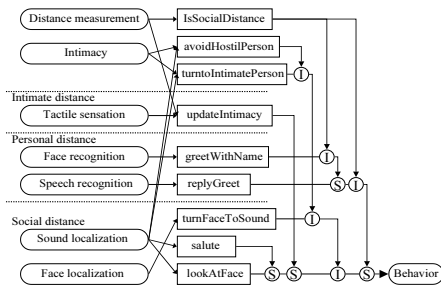 Distance measurement
IsSocialDistance
avoidHostilPerson
Intimacy
turntoIntimatePerson
I
Intimate distance
Tactile sensation
updateIntimacy
Personal distance
Face recognition
greetWithName
I
Speech recognition
replyGreet
S
I
Social distance
turnFaceToSound
I
Sound localization
salute
Face localization
lookAtFace
S
S
I
S
Behavior